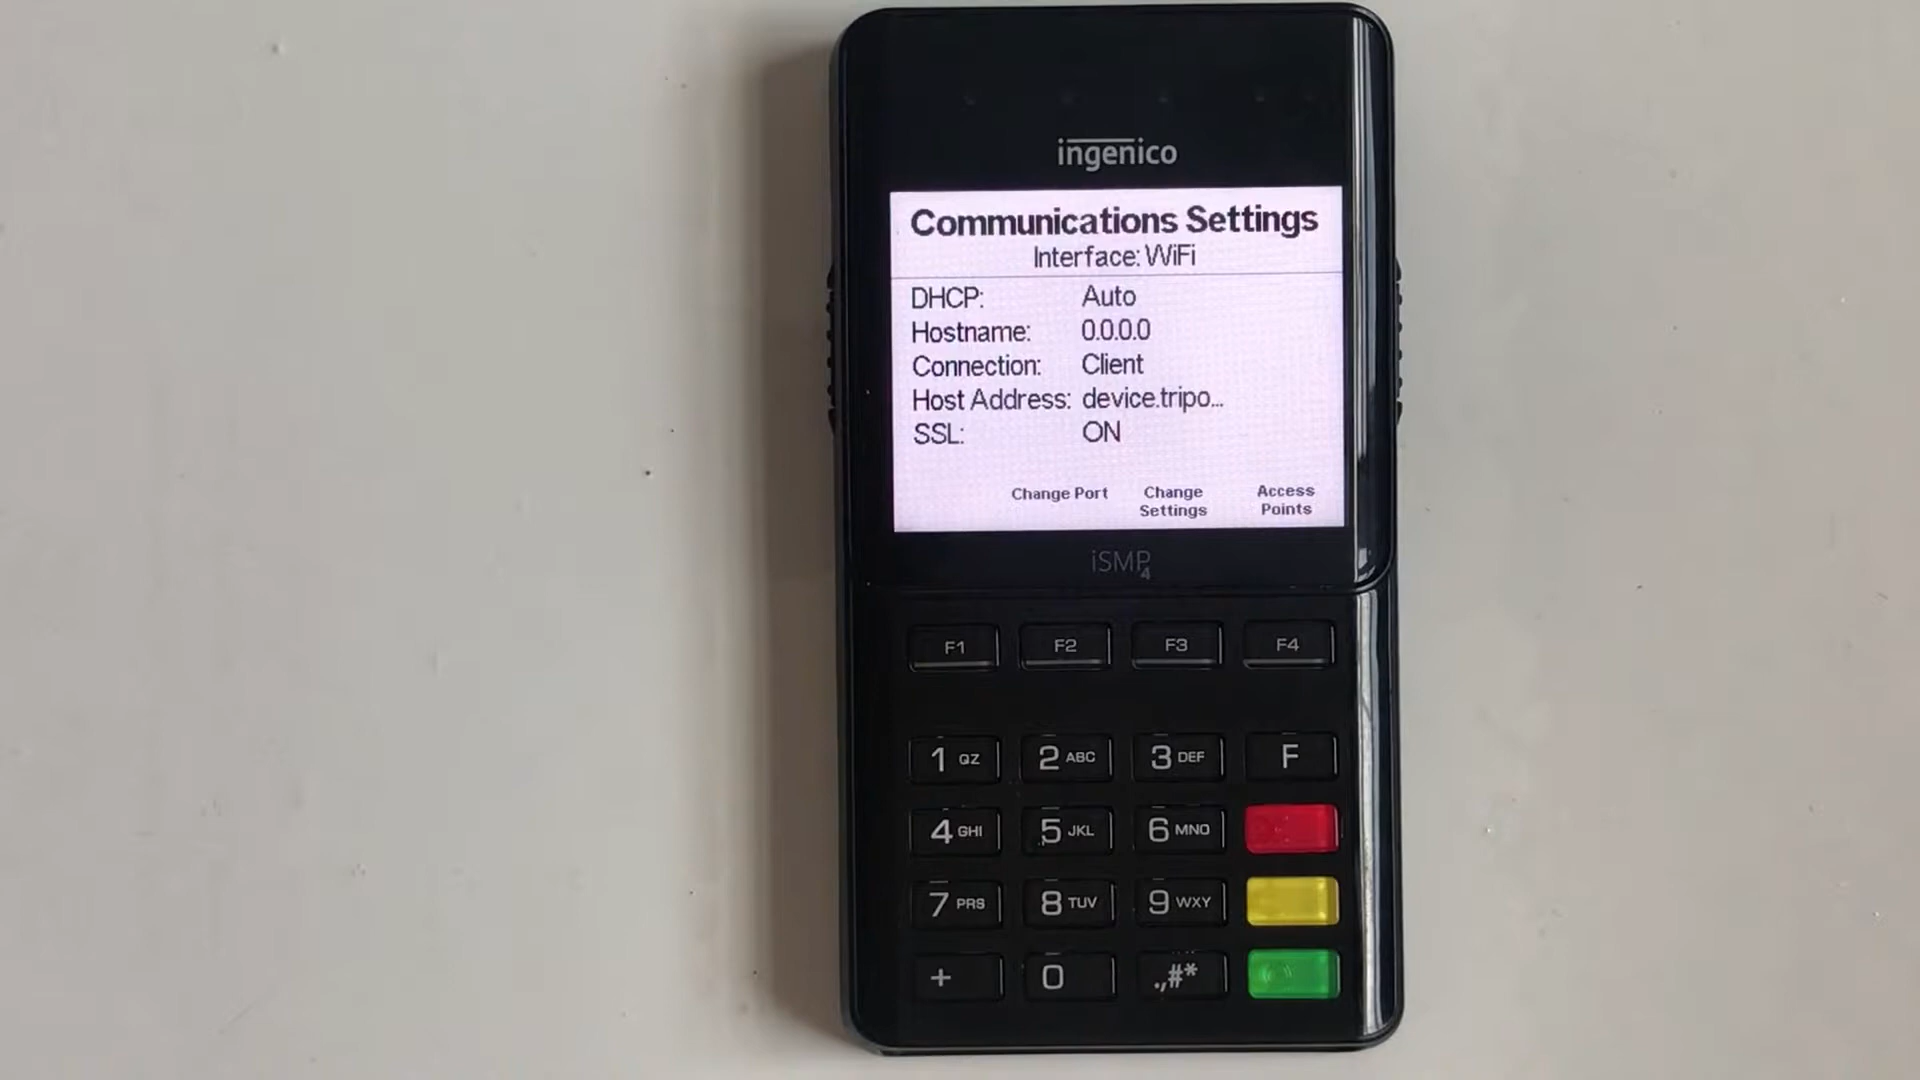 ingenico
Communications Settings
Interface: WiFi
DHCP: Auto
Hostname: 0.0.0.0
Connection: Client
Host Address: device.tripo...
SSL: ON
Change Port Change Settings Access Points
iSMP4
F1 F2 F3 F4
1 QZ 2 ABC 3 DEF F
4 GHI 5 JKL 6 MNO
7 PRS 8 TUV 9 WXY
+ 0 .,#*